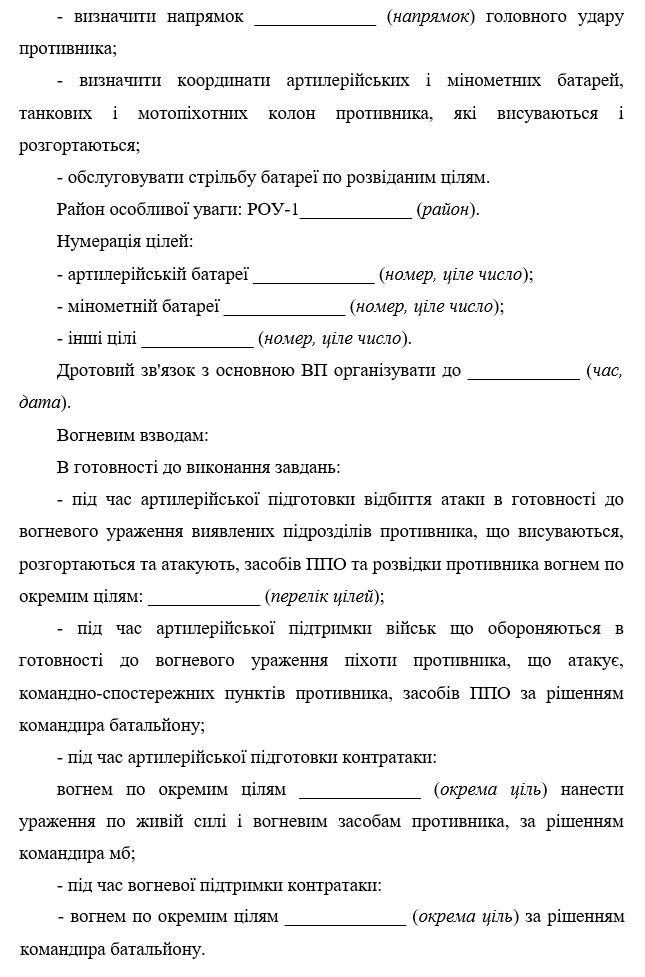 - визначити напрямок ______________ (напрямок) головного удару
противника;
- визначити координати артилерійських і мінометних батарей,
танкових і мотопіхотних колон противника, які висуваються і
розгортаються;
- обслуговувати стрільбу батареї по розвіданим цілям.
Район особливої уваги: РОУ-1_____________ (район).
Нумерація цілей:
- артилерійській батареї ______________ (номер, ціле число);
- мінометній батареї ______________ (номер, ціле число);
- інші цілі _____________ (номер, ціле число).
Дротовий зв'язок з основною ВП організувати до _____________ (час,
дата).
Вогневим взводам:
В готовності до виконання завдань:
- під час артилерійської підготовки відбиття атаки в готовності до
вогневого ураження виявлених підрозділів противника, що висуваються,
розгортаються та атакують, засобів ППО та розвідки противника вогнем по
окремим цілям: _____________ (перелік цілей);
- під час артилерійської підтримки військ що обороняються в
готовності до вогневого ураження піхоти противника, що атакує,
командно-спостережних пунктів противника, засобів ППО за рішенням
командира батальйону;
- під час артилерійської підготовки контратаки:
вогнем по окремим цілям ______________ (окрема ціль) нанести
ураження по живій силі і вогневим засобам противника, за рішенням
командира мб;
- під час вогневої підтримки контратаки:
- вогнем по окремим цілям ______________ (окрема ціль) за рішенням
командира батальйону.